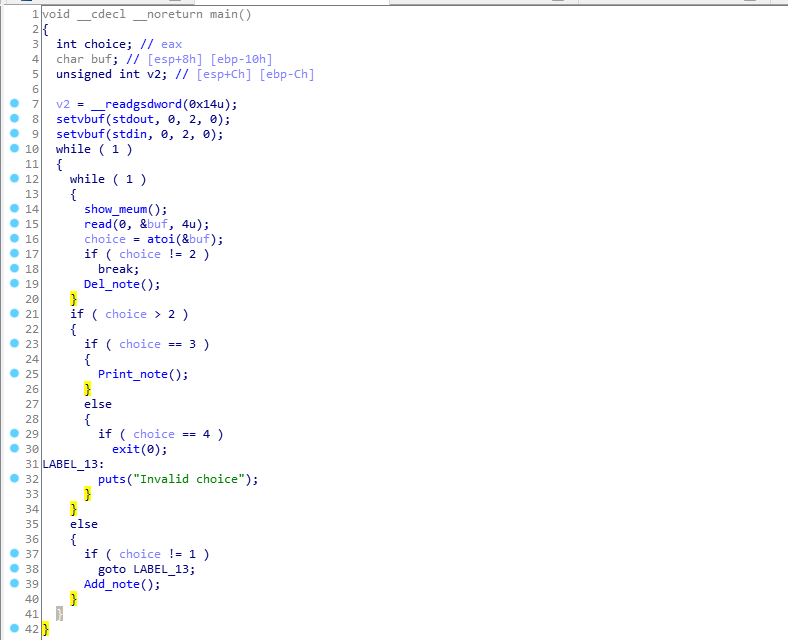 1 void __cdecl __noreturn main()
2 {
3 int choice; // eax
4 char buf; // [esp+8h] [ebp-10h]
5 unsigned int v2; // [esp+Ch] [ebp-Ch]
6
7 v2 = __readgsdword(0x14u);
8 setvbuf(stdout, 0, 2, 0);
9 setvbuf(stdin, 0, 2, 0);
10 while ( 1 )
11 {
12 while ( 1 )
13 {
14 show_meum();
15 read(0, &buf, 4u);
16 choice = atoi(&buf);
17 if ( choice != 2 )
18 break;
19 Del_note();
20 }
21 if ( choice > 2 )
22 {
23 if ( choice == 3 )
24 {
25 Print_note();
26 }
27 else
28 {
29 if ( choice == 4 )
30 exit(0);
31 LABEL_13:
32 puts("Invalid choice");
33 }
34 }
35 else
36 {
37 if ( choice != 1 )
38 goto LABEL_13;
39 Add_note();
40 }
41 }
42 }